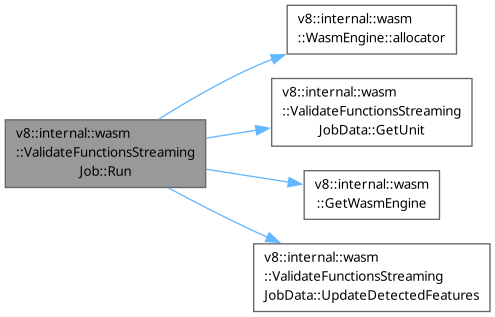 v8::internal::wasm
::WasmEngine::allocator
v8::internal::wasm
::ValidateFunctionsStreaming
JobData::GetUnit
v8::internal::wasm
::ValidateFunctionsStreaming
Job::Run
v8::internal::wasm
::GetWasmEngine
v8::internal::wasm
::ValidateFunctionsStreaming
JobData::UpdateDetectedFeatures